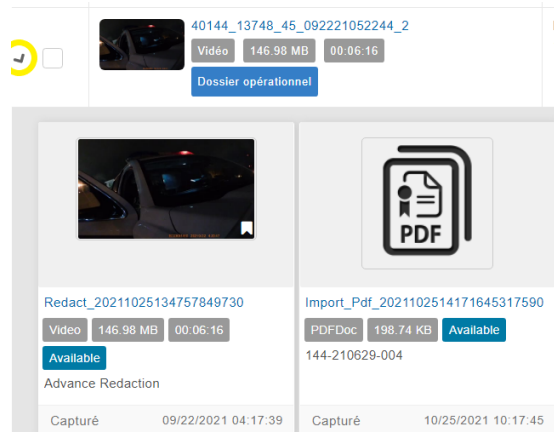 40144_13748_45_092221052244_2
Vidéo 146.98 MB 00:06:16
Dossier opérationnel
PDF
Redact_20211025134757849730
Import_Pdf_2021102514171645317590
Video 146.98 MB 00:06:16
PDFDoc 198.74 KB Available
Available
144-210629-004
Advance Redaction
Capturé 09/22/2021 04:17:39
Capturé 10/25/2021 10:17:45